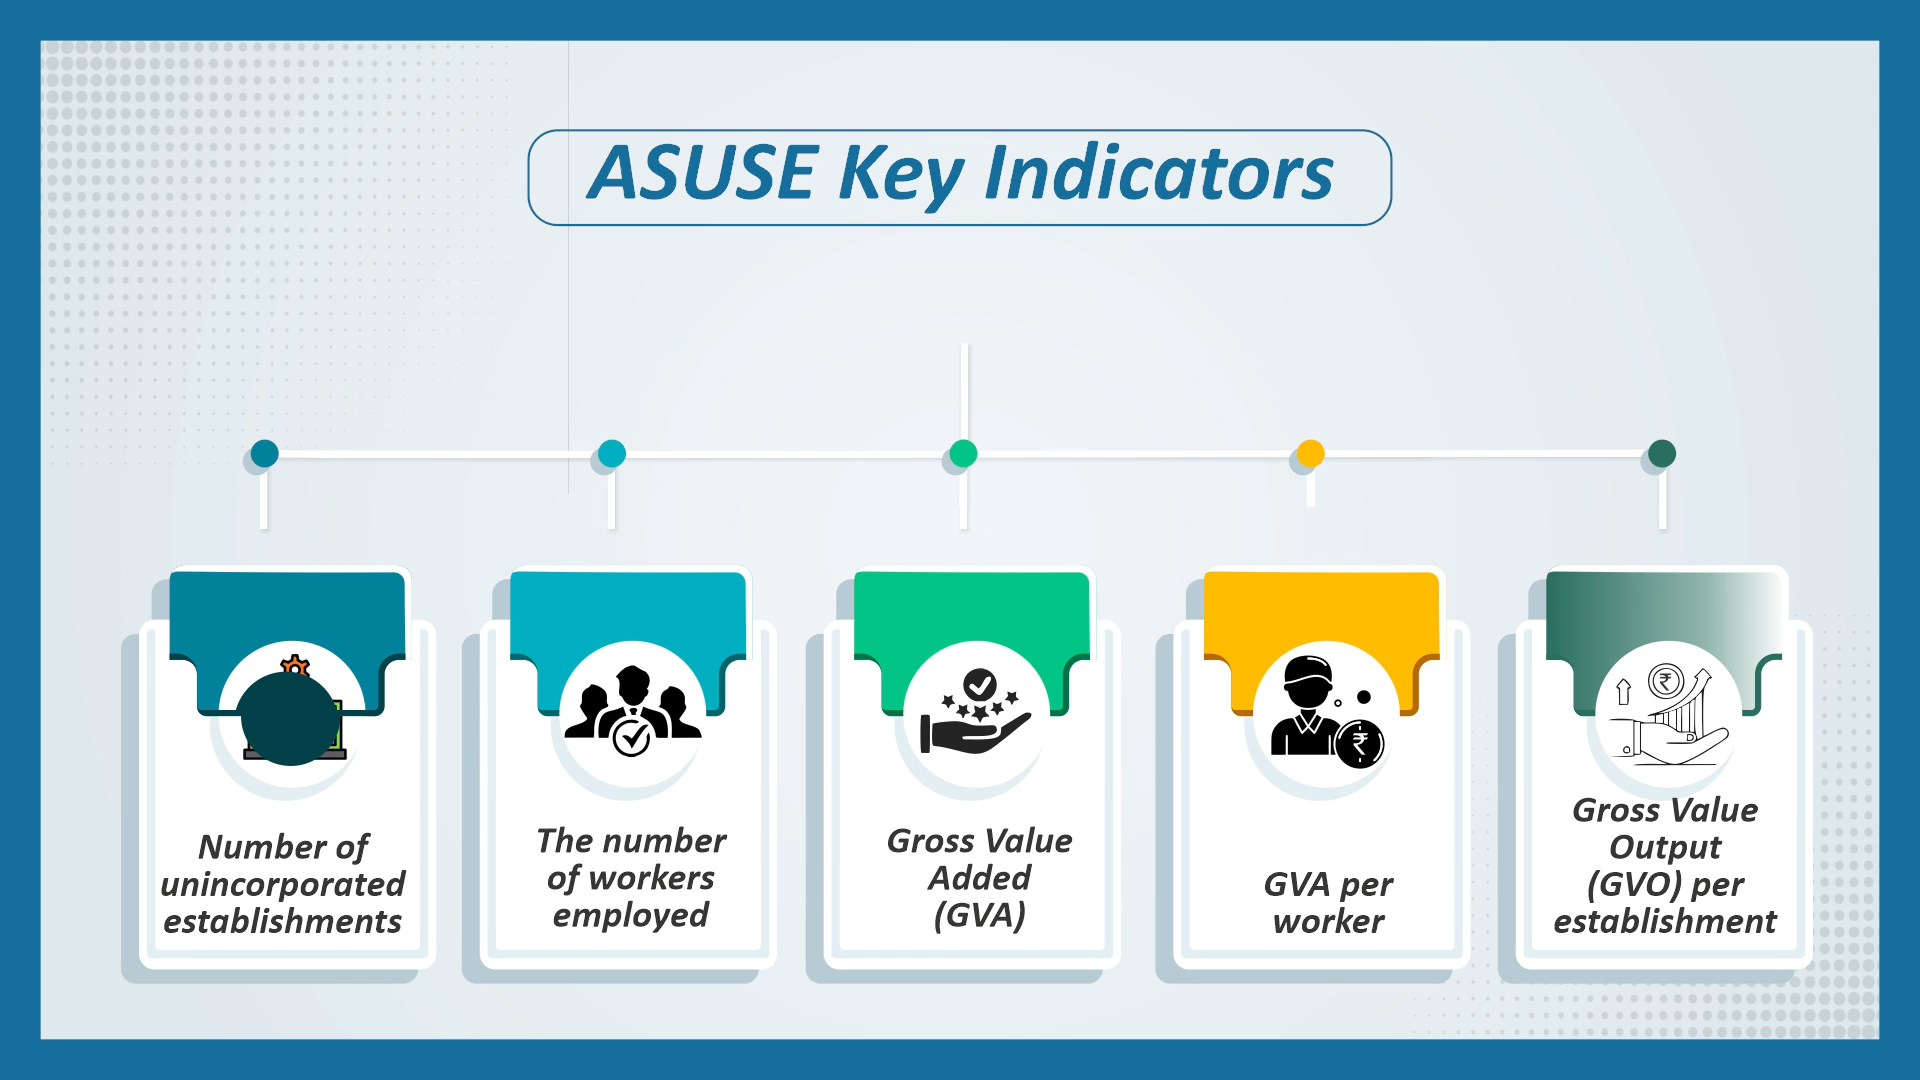 ASUSE Key Indicators
Number of
unincorporated
establishments
The number
of workers
employed
Gross Value
Added
(GVA)
₹
GVA per
worker
₹
Gross Value
Output
(GVO) per
establishment